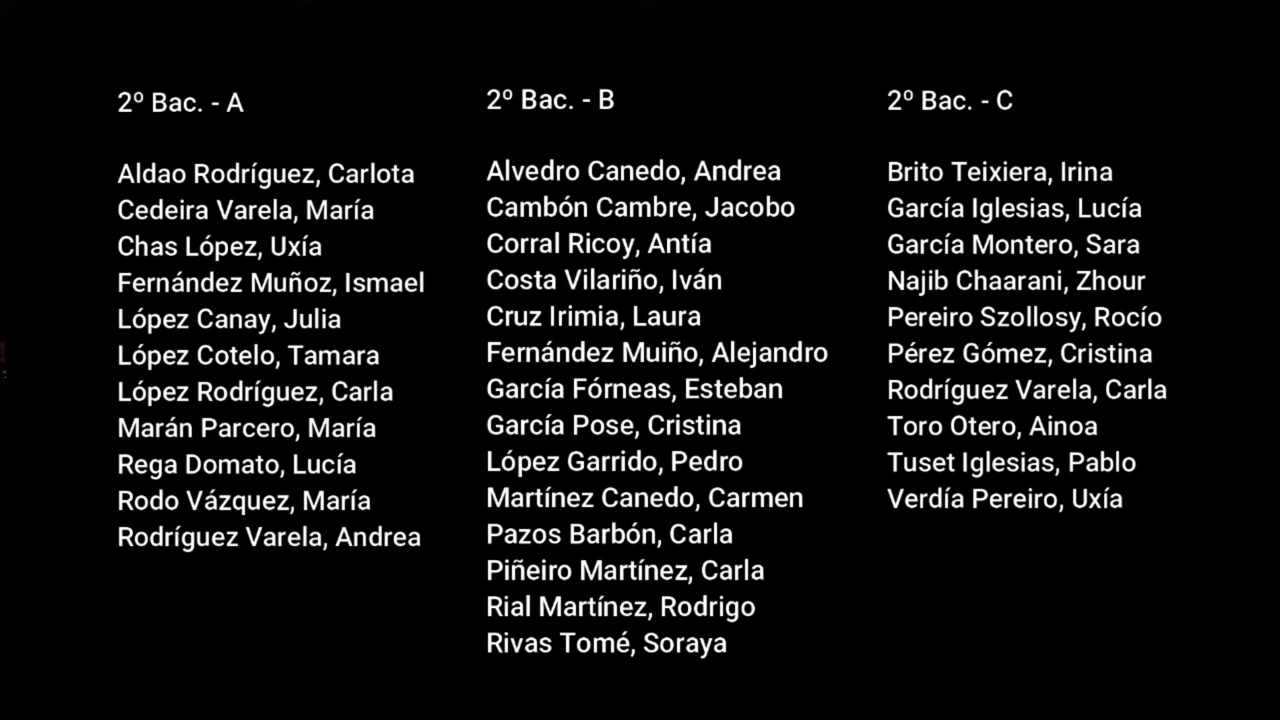 2º Bac. - A
Aldao Rodríguez, Carlota
Cedeira Varela, María
Chas López, Uxía
Fernández Muñoz, Ismael
López Canay, Julia
López Cotelo, Tamara
López Rodríguez, Carla
Marán Parcero, María
Rega Domato, Lucía
Rodo Vázquez, María
Rodríguez Varela, Andrea
2º Bac. - B
Alvedro Canedo, Andrea
Cambón Cambre, Jacobo
Corral Ricoy, Antía
Costa Vilariño, Iván
Cruz Irimia, Laura
Fernández Muiño, Alejandro
García Fórneas, Esteban
García Pose, Cristina
López Garrido, Pedro
Martínez Canedo, Carmen
Pazos Barbón, Carla
Piñeiro Martínez, Carla
Rial Martínez, Rodrigo
Rivas Tomé, Soraya
2º Bac. - C
Brito Teixiera, Irina
García Iglesias, Lucía
García Montero, Sara
Najib Chaarani, Zhour
Pereiro Szollosy, Rocío
Pérez Gómez, Cristina
Rodríguez Varela, Carla
Toro Otero, Ainoa
Tuset Iglesias, Pablo
Verdía Pereiro, Uxía